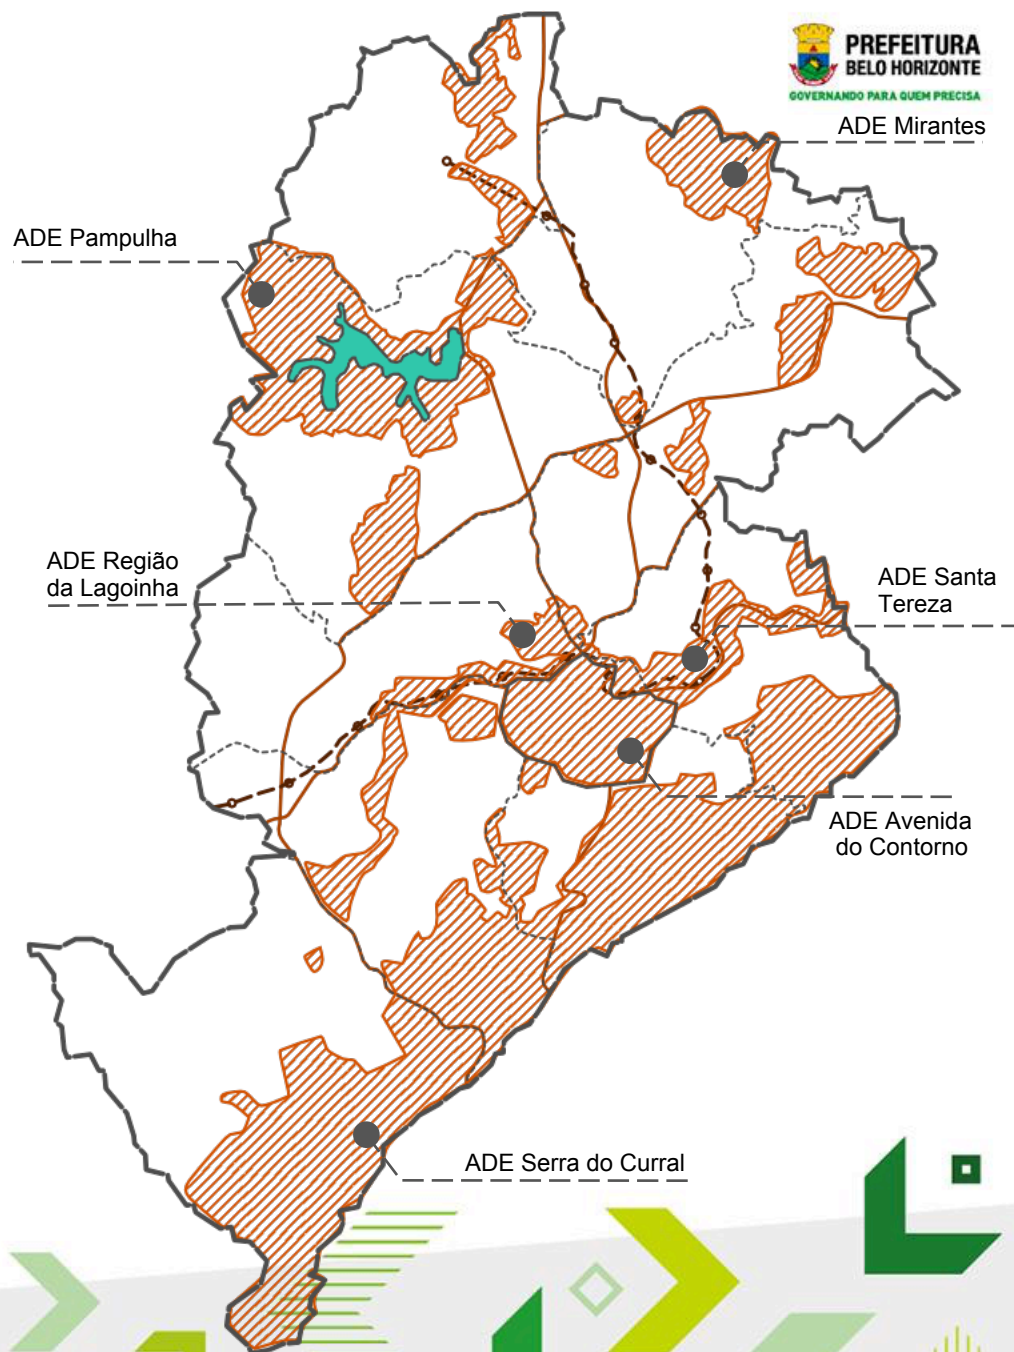 PREFEITURA
BELO HORIZONTE
GOVERNANDO PARA QUEM PRECISA
ADE Mirantes
ADE Pampulha
ADE Região
da Lagoinha
ADE Santa
Tereza
ADE Avenida
do Contorno
ADE Serra do Curral